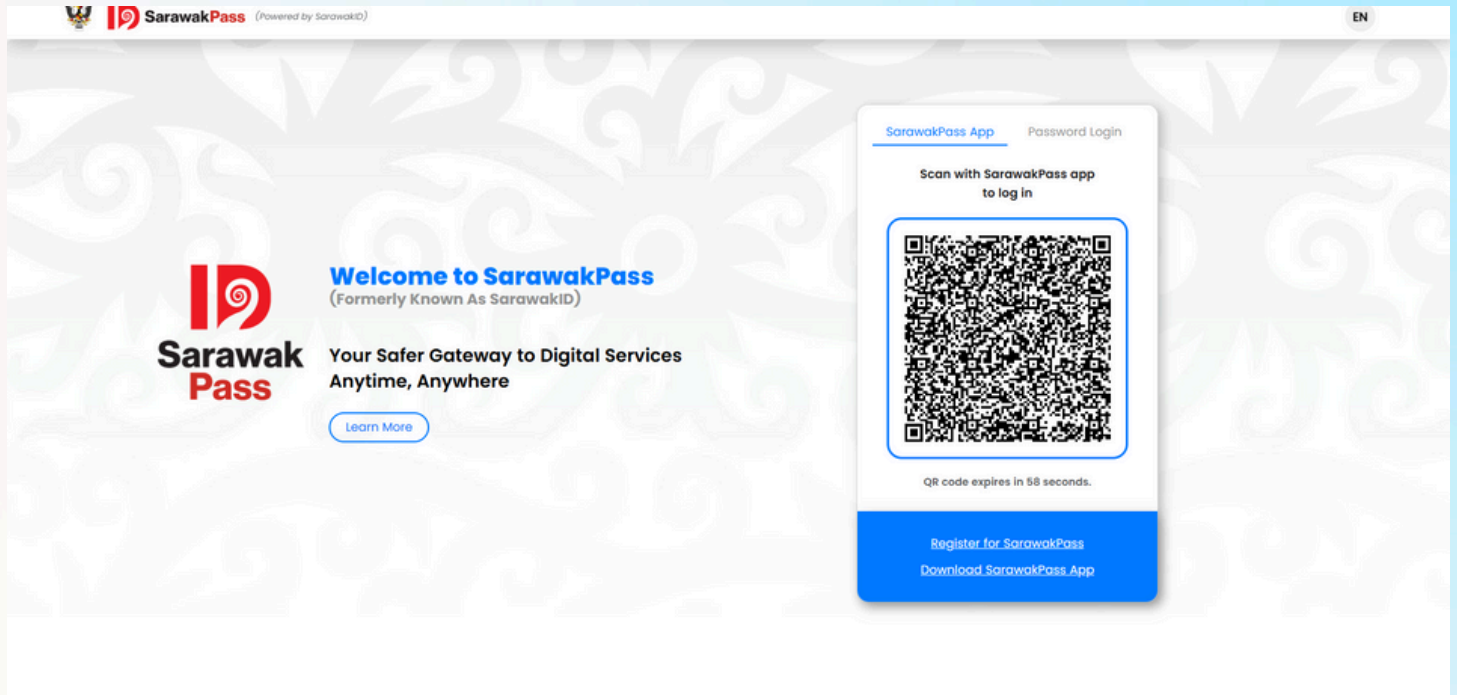 SarawakPass (Powered by SarawakID)
EN
SarawakPass App Password Login
Scan with SarawakPass app
to log in
Sarawak
Pass
Welcome to SarawakPass
(Formerly Known As SarawakID)
Your Safer Gateway to Digital Services
Anytime, Anywhere
Learn More
QR code expires in 58 seconds.
Register for SarawakPass
Download SarawakPass App